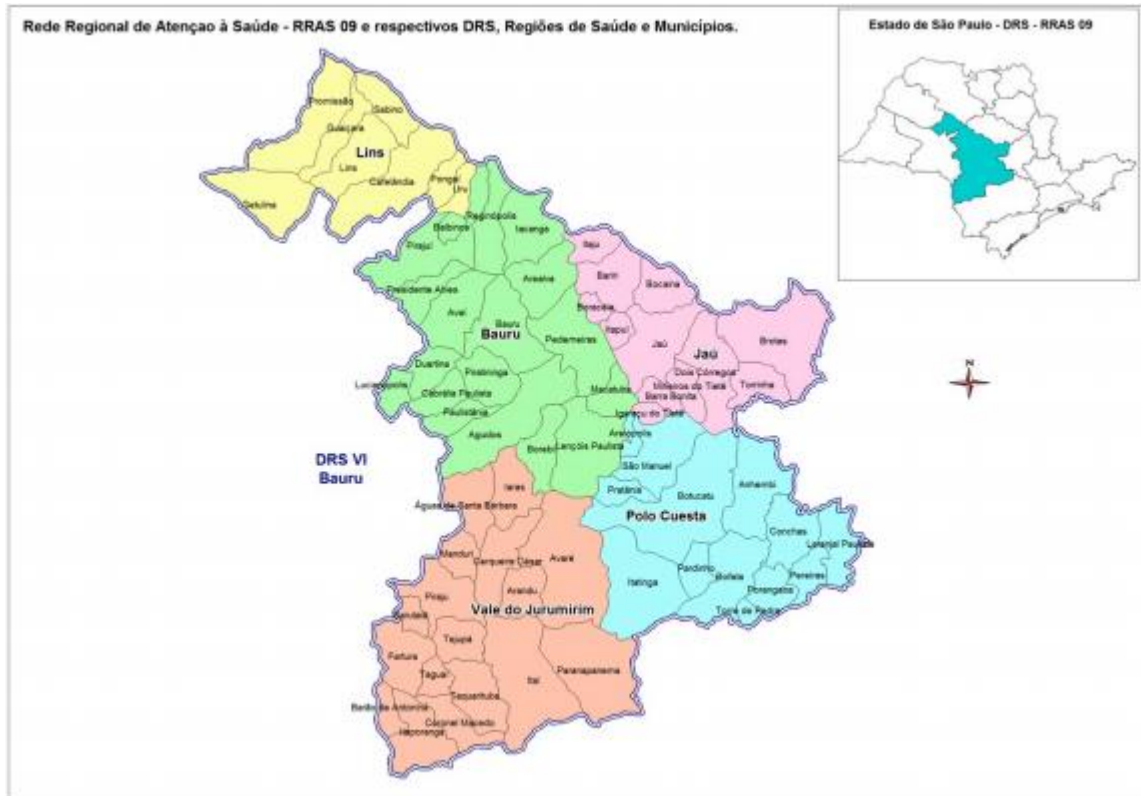 Rede Regional de Atençao à Saúde - RRAS 09 e respectivos DRS, Regiões de Saúde e Municípios.
Estado de São Paulo - DRS - RRAS 09
Promissão
Sabino
Guaiçara
Lins
Lins
Cafelândia
Pongaí
Uru
Getulina
Reginópolis
Balbinos
Iacanga
Pirajuí
Presidente Alves
Arealva
Avaí
Bauru
Bauru
Pederneiras
Duartina
Piratininga
Lucianópolis
Cabrália Paulista
Paulistânia
Macatuba
Agudos
Borebi
Lençóis Paulista
Itaju
Bariri
Bocaina
Boracéia
Itapuí
Jaú
Jaú
Brotas
Dois Córregos
Mineiros do Tietê
Torrinha
Barra Bonita
Igaraçu do Tietê
N
DRS VI
Bauru
Areiópolis
São Manuel
Anhembi
Pratânia
Botucatu
Polo Cuesta
Conchas
Laranjal Paulista
Itatinga
Pardinho
Bofete
Pereiras
Porangaba
Torre de Pedra
Iaras
Águas de Santa Bárbara
Manduri
Cerqueira César
Avaré
Arandu
Piraju
Vale do Jurumirim
Sarutaiá
Tejupá
Fartura
Taguaí
Itaí
Paranapanema
Taquarituba
Barão de Antonina
Coronel Macedo
Itaporanga